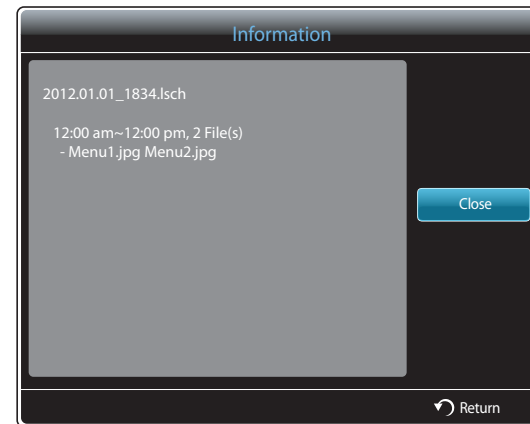 Information
2012.01.01_1834.lsch
12:00 am~12:00 pm, 2 File(s)
- Menu1.jpg Menu2.jpg
Close
Return